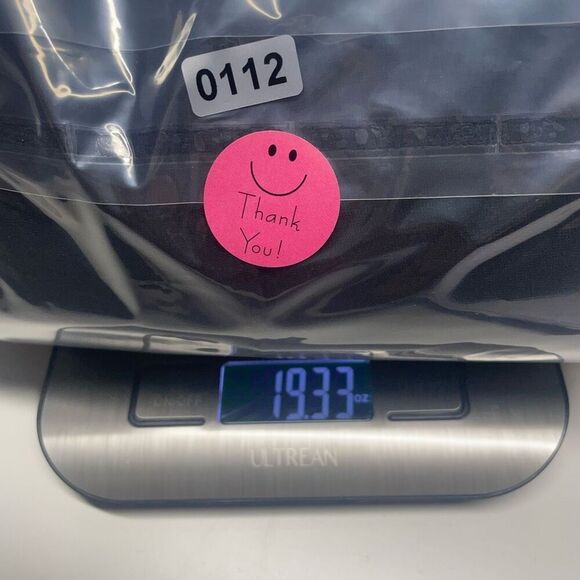 0112
Thank
You!
19.33 oz
ULTREAN